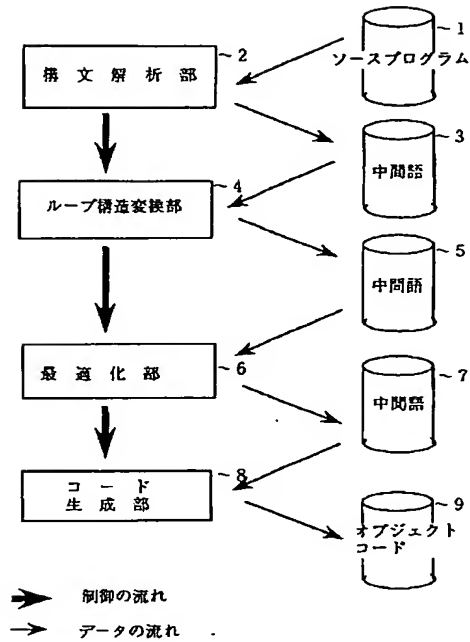 1
ソースプログラム
2
構文解析部
3
中間語
4
ループ構造変換部
5
中間語
6
最適化部
7
中間語
8
コード
生成部
9
オブジェクト
コード
制御の流れ
データの流れ